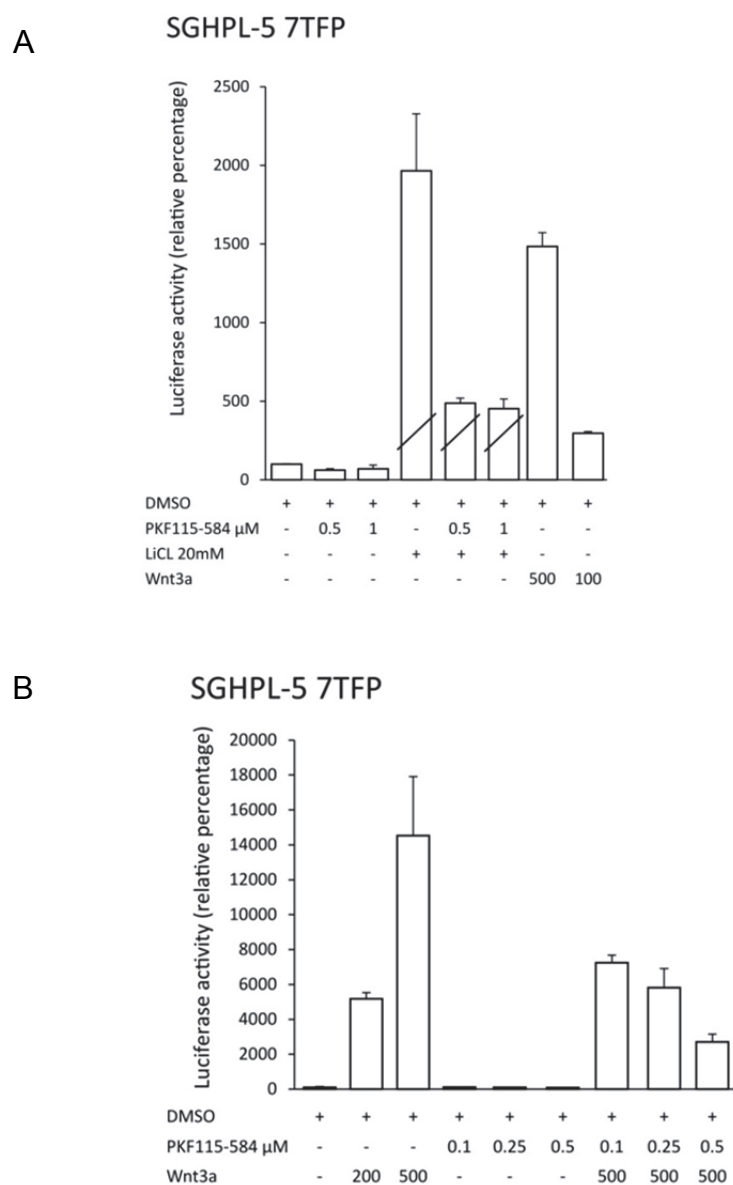 A
SGHPL-5 7TFP
Luciferase activity (relative percentage)
2500
2000
1500
1000
500
0
DMSO + + + + + + + +
PKF115-584 µM - 0.5 1 - 0.5 1 - -
LiCL 20mM - - - + + + - -
Wnt3a - - - - - - 500 100
B
SGHPL-5 7TFP
Luciferase activity (relative percentage)
20000
18000
16000
14000
12000
10000
8000
6000
4000
2000
0
DMSO + + + + + + + + +
PKF115-584 µM - - - 0.1 0.25 0.5 0.1 0.25 0.5
Wnt3a - 200 500 - - - 500 500 500